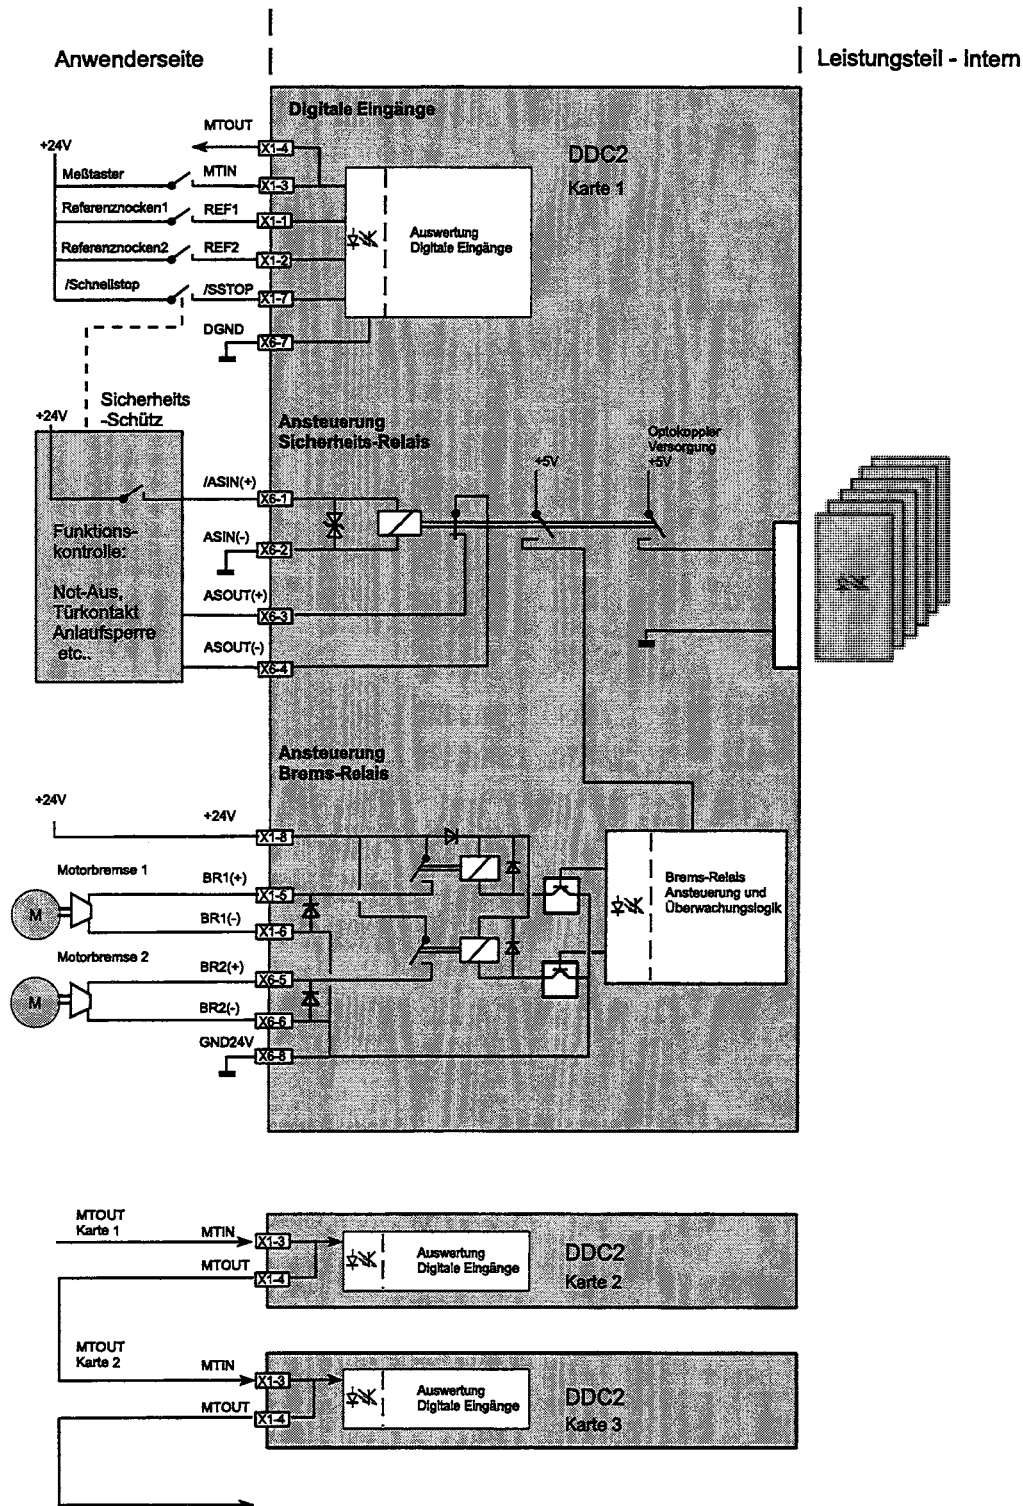 Anwenderseite
Leistungsteil - Intern
Digitale Eingänge
DDC2
Karte 1
+24V
MTOUT
X1-4
Meßtaster
MTIN
X1-3
Referenznocken1
REF1
X1-1
Referenznocken2
REF2
X1-2
/Schnellstop
/SSTOP
X1-7
DGND
X6-7
Auswertung
Digitale Eingänge
Sicherheits
-Schütz
+24V
Ansteuerung
Sicherheits-Relais
Optokoppler
Versorgung
+5V
+5V
/ASIN(+)
X6-1
ASIN(-)
X6-2
ASOUT(+)
X6-3
ASOUT(-)
X6-4
Funktions-
kontrolle:
Not-Aus,
Türkontakt
Anlaufsperre
etc..
Ansteuerung
Brems-Relais
+24V
+24V
X1-8
Motorbremse 1
M
BR1(+)
X1-5
BR1(-)
X1-6
Motorbremse 2
M
BR2(+)
X6-5
BR2(-)
X6-6
GND24V
X6-8
Brems-Relais
Ansteuerung und
Überwachungslogik
MTOUT
Karte 1
MTIN
X1-3
MTOUT
X1-4
Auswertung
Digitale Eingänge
DDC2
Karte 2
MTOUT
Karte 2
MTIN
X1-3
MTOUT
X1-4
Auswertung
Digitale Eingänge
DDC2
Karte 3